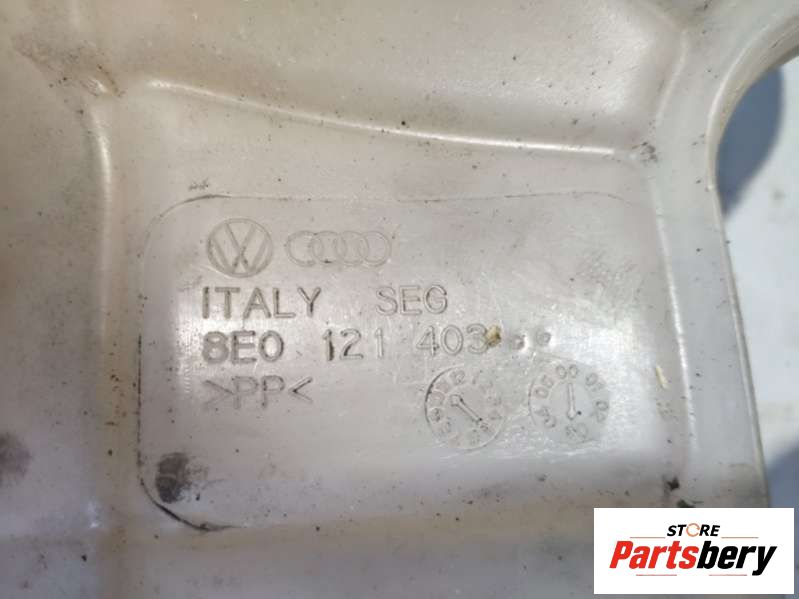 ITALY SEG
8E0 121 403
>PP<
STORE
Partsbery